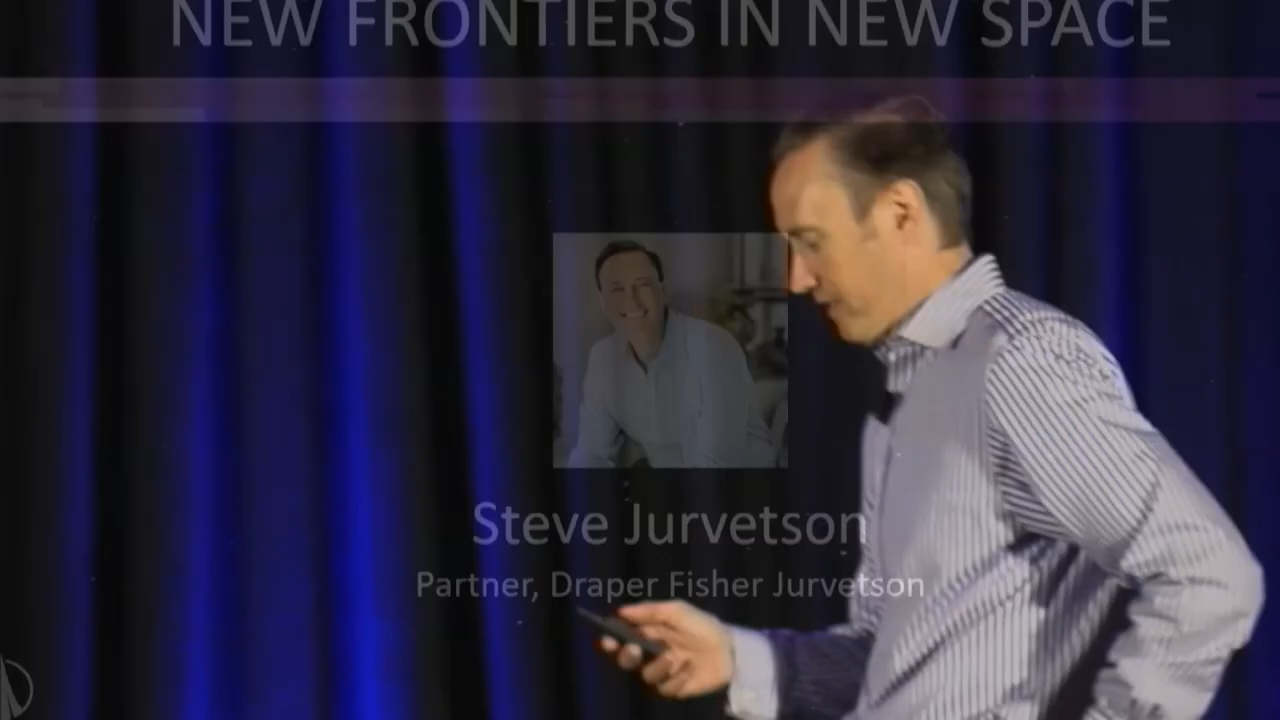 NEW FRONTIERS IN NEW SPACE
Steve Jurvetson
Partner, Draper Fisher Jurvetson